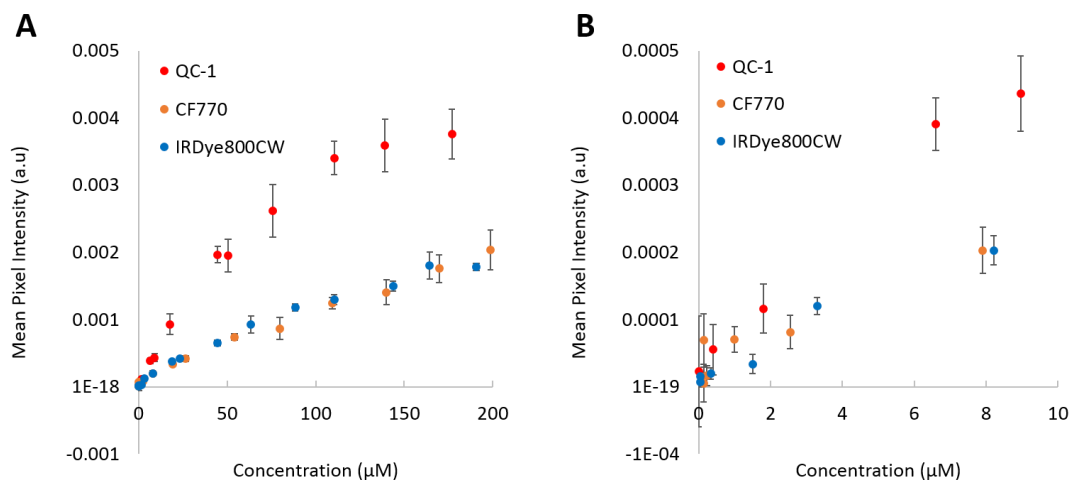 A
0.005
0.004
0.003
0.002
0.001
1E-18
-0.001
Mean Pixel Intensity (a.u)
QC-1
CF770
IRDye800CW
0 50 100 150 200
Concentration (μM)
B
0.0005
0.0004
0.0003
0.0002
0.0001
1E-19
-1E-04
Mean Pixel Intensity (a.u)
QC-1
CF770
IRDye800CW
0 2 4 6 8 10
Concentration (μM)